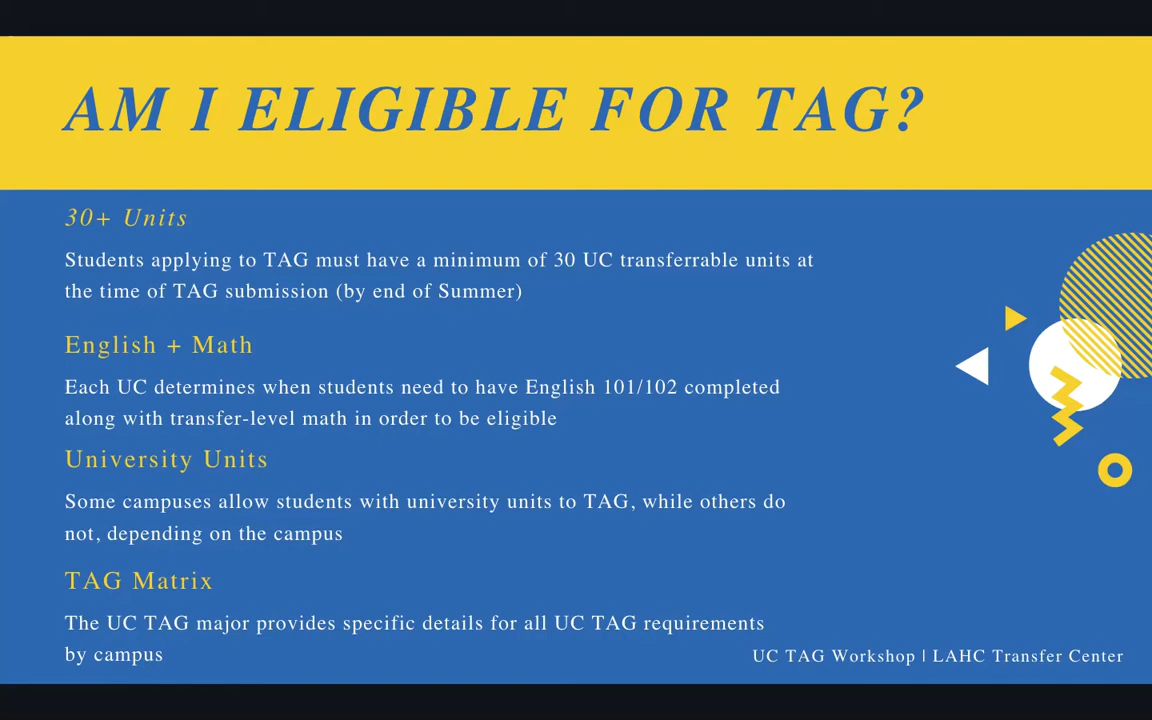 AM I ELIGIBLE FOR TAG?
30+ Units
Students applying to TAG must have a minimum of 30 UC transferrable units at
the time of TAG submission (by end of Summer)
English + Math
Each UC determines when students need to have English 101/102 completed
along with transfer-level math in order to be eligible
University Units
Some campuses allow students with university units to TAG, while others do
not, depending on the campus
TAG Matrix
The UC TAG major provides specific details for all UC TAG requirements
by campus
UC TAG Workshop | LAHC Transfer Center